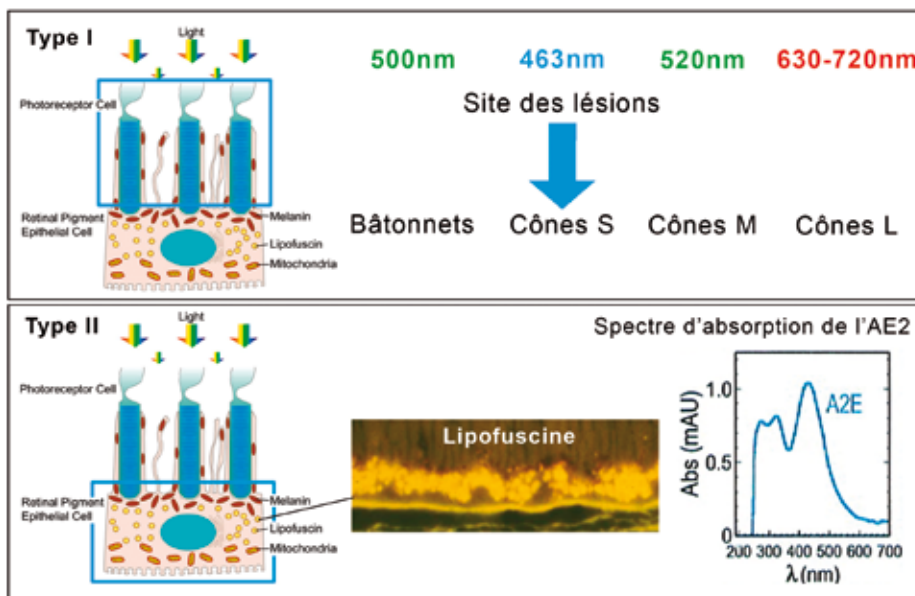 Type I
Light
Photoreceptor Cell
Retinal Pigment
Epithelial Cell
Melanin
Lipofuscin
Mitochondria
500nm 463nm 520nm 630-720nm
Site des lésions
Bâtonnets Cônes S Cônes M Cônes L
Type II
Light
Photoreceptor Cell
Retinal Pigment
Epithelial Cell
Melanin
Lipofuscin
Mitochondria
Lipofuscine
Spectre d'absorption de l'AE2
A2E
Abs (mAU)
1.0
0.5
0
200 300 400 500 600 700
λ(nm)